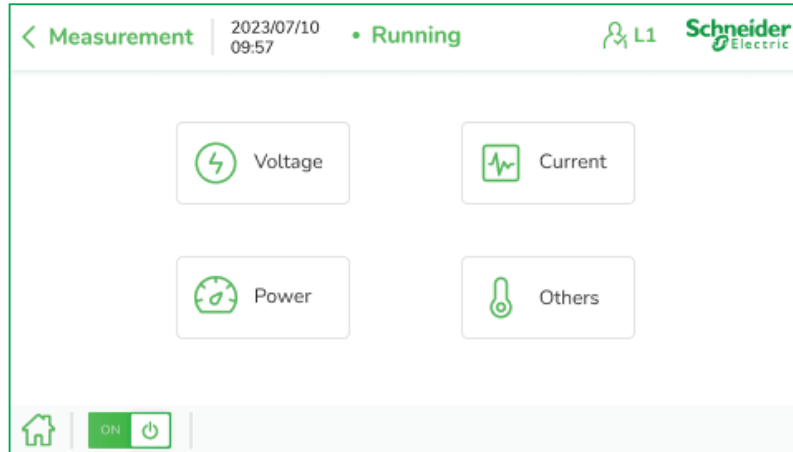 Measurement
2023/07/10
09:57
• Running
L1
Schneider
Electric
Voltage
Current
Power
Others
ON